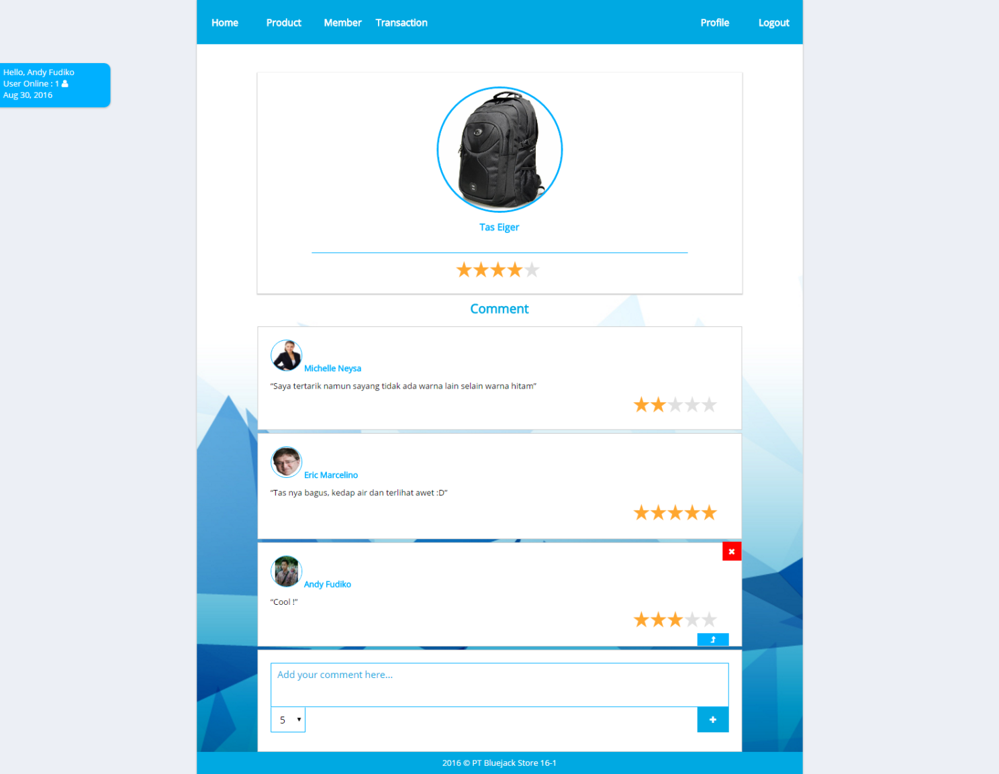 Home Product Member Transaction Profile Logout
Hello, Andy Fudiko
User Online : 1
Aug 30, 2016
Tas Eiger
Comment
Michelle Neysa
“Saya tertarik namun sayang tidak ada warna lain selain warna hitam”
Eric Marcelino
“Tas nya bagus, kedap air dan terlihat awet :D”
Andy Fudiko
“Cool !”
Add your comment here...
5
2016 © PT Bluejack Store 16-1